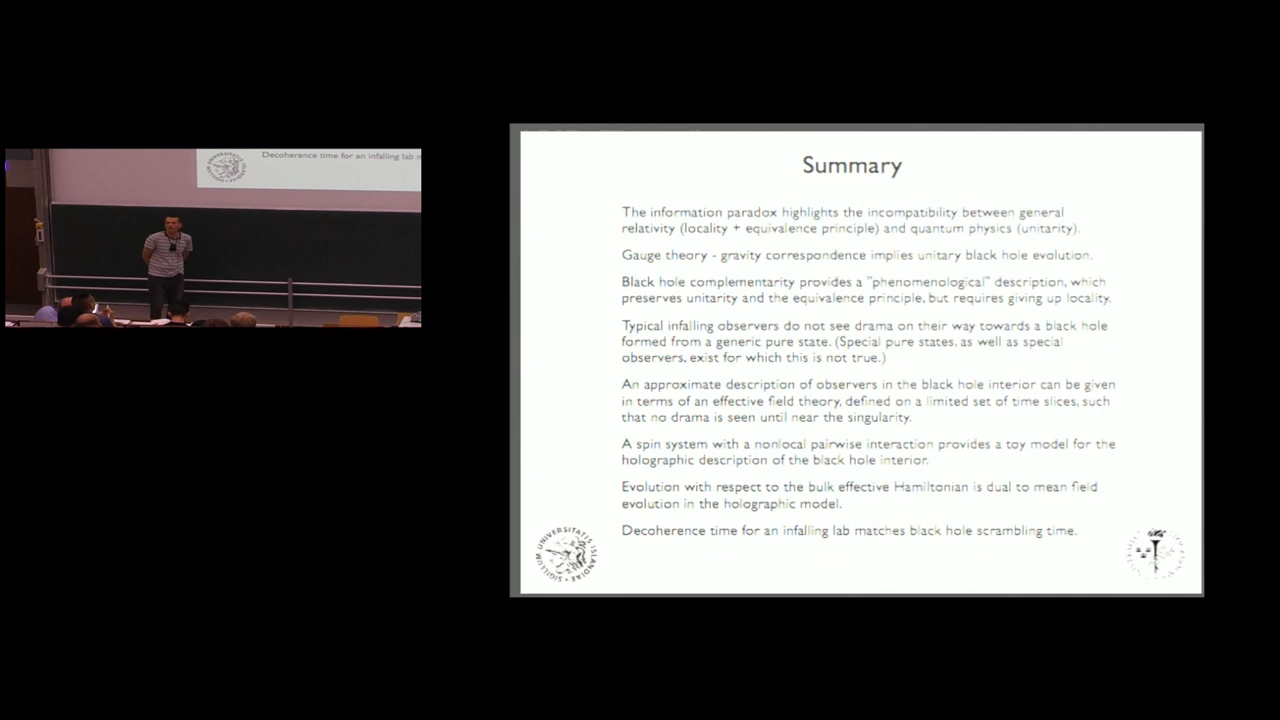 Decoherence time for an infalling lab m
Summary
The information paradox highlights the incompatibility between general
relativity (locality + equivalence principle) and quantum physics (unitarity).
Gauge theory - gravity correspondence implies unitary black hole evolution.
Black hole complementarity provides a "phenomenological" description, which
preserves unitarity and the equivalence principle, but requires giving up locality.
Typical infalling observers do not see drama on their way towards a black hole
formed from a generic pure state. (Special pure states, as well as special
observers, exist for which this is not true.)
An approximate description of observers in the black hole interior can be given
in terms of an effective field theory, defined on a limited set of time slices, such
that no drama is seen until near the singularity.
A spin system with a nonlocal pairwise interaction provides a toy model for the
holographic description of the black hole interior.
Evolution with respect to the bulk effective Hamiltonian is dual to mean field
evolution in the holographic model.
Decoherence time for an infalling lab matches black hole scrambling time.
SIGILLUM UNIVERSITATIS ISLANDIAE